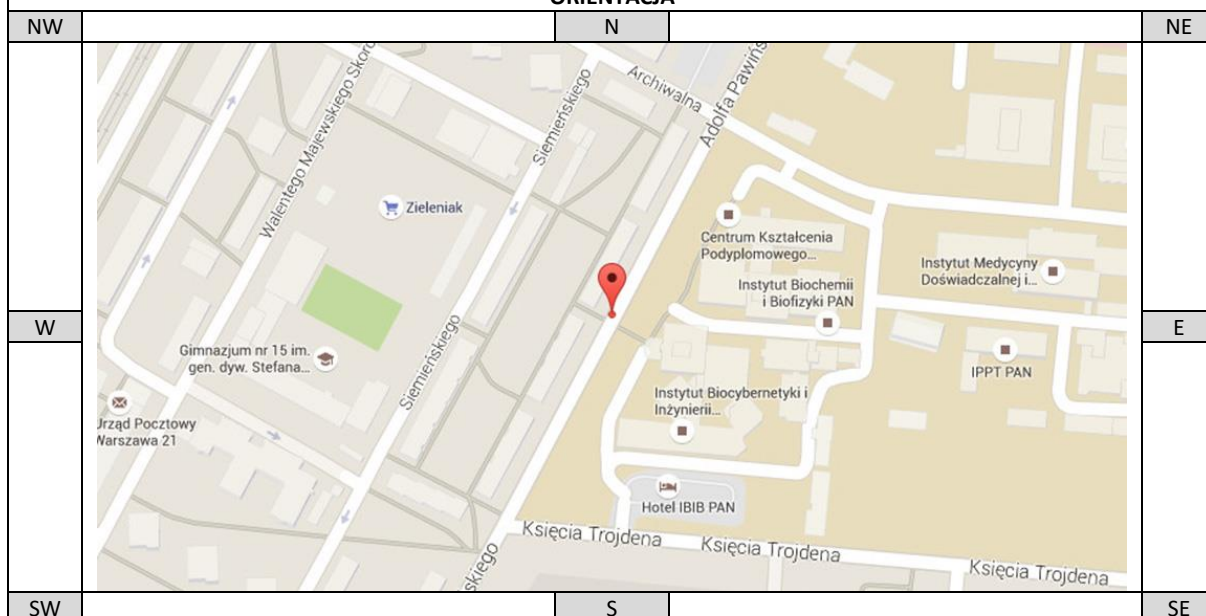 ORIENTACJA
NW N NE
Archiwalna
Adolfa Pawińs
Walentego Majewskiego Skoro
Siemieńskiego
Zieleniak
Centrum Kształcenia
Podyplomowego...
Instytut Medycyny
Doświadczalnej i...
Instytut Biochemii
i Biofizyki PAN
W E
Gimnazjum nr 15 im.
gen. dyw. Stefana...
Siemieńskiego
IPPT PAN
Instytut Biocybernetyki i
Inżynierii...
Urząd Pocztowy
Warszawa 21
Hotel IBIB PAN
Księcia Trojdena
Księcia Trojdena
Księcia Trojdena
skiego
SW S SE